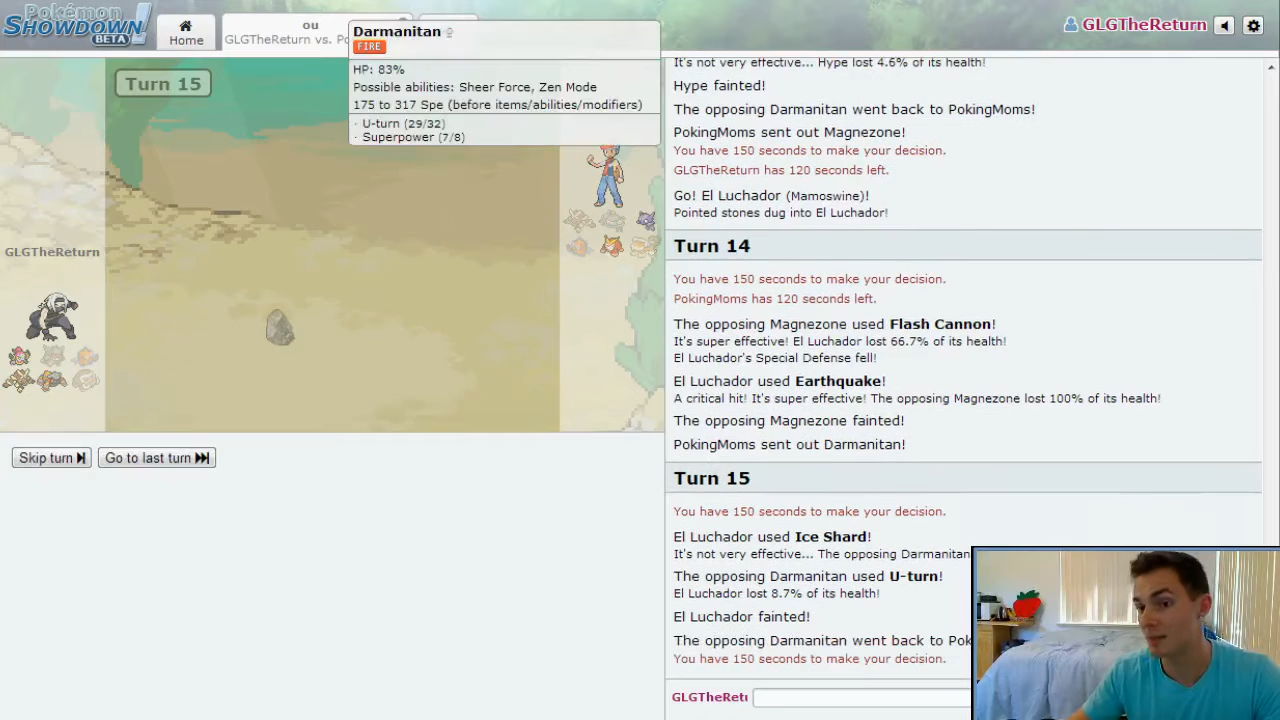 Pokémon
SHOWDOWN!
BETA
Home
ou
GLGTheReturn vs. Po
Darmanitan ♀
FIRE
HP: 83%
Possible abilities: Sheer Force, Zen Mode
175 to 317 Spe (before items/abilities/modifiers)
· U-turn (29/32)
· Superpower (7/8)
GLGTheReturn
Turn 15
GLGTheReturn
Skip turn
Go to last turn
It's not very effective... Hype lost 4.6% of its health!
Hype fainted!
The opposing Darmanitan went back to PokingMoms!
PokingMoms sent out Magnezone!
You have 150 seconds to make your decision.
GLGTheReturn has 120 seconds left.
Go! El Luchador (Mamoswine)!
Pointed stones dug into El Luchador!
Turn 14
You have 150 seconds to make your decision.
PokingMoms has 120 seconds left.
The opposing Magnezone used Flash Cannon!
It's super effective! El Luchador lost 66.7% of its health!
El Luchador's Special Defense fell!
El Luchador used Earthquake!
A critical hit! It's super effective! The opposing Magnezone lost 100% of its health!
The opposing Magnezone fainted!
PokingMoms sent out Darmanitan!
Turn 15
You have 150 seconds to make your decision.
El Luchador used Ice Shard!
It's not very effective... The opposing Darmanitan
The opposing Darmanitan used U-turn!
El Luchador lost 8.7% of its health!
El Luchador fainted!
The opposing Darmanitan went back to Pok
You have 150 seconds to make your decision.
GLGTheRetu